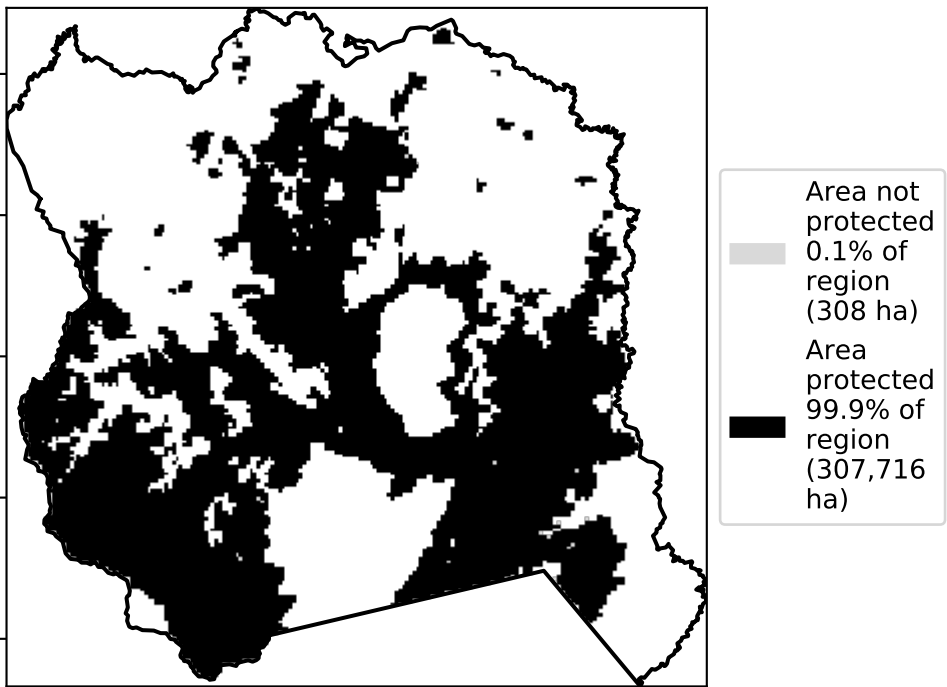 Area not
protected
0.1% of
region
(308 ha)
Area
protected
99.9% of
region
(307,716
ha)